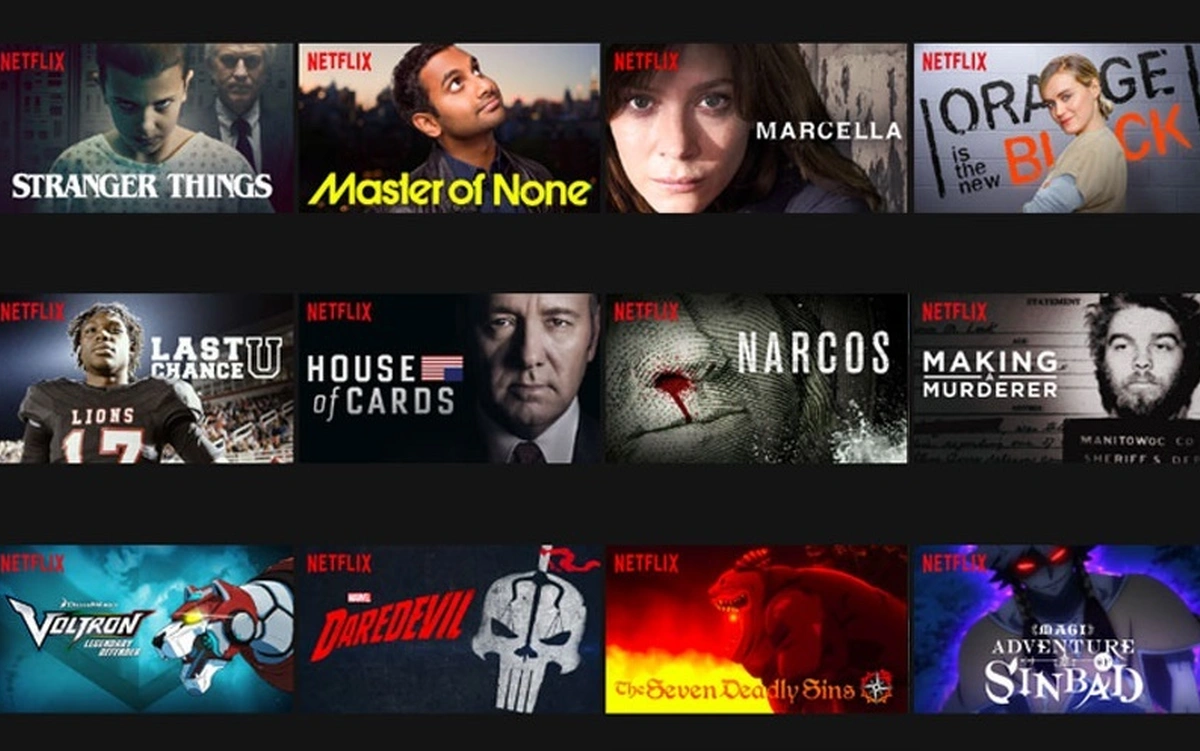 NETFLIX
STRANGER THINGS
NETFLIX
Master of None
NETFLIX
MARCELLA
NETFLIX
ORANGE
is
the
new
BLACK
NETFLIX
LAST
CHANCE U
LIONS
17
NETFLIX
HOUSE
of CARDS
NETFLIX
NARCOS
NETFLIX
STATEMENT
MAKING
A
MURDERER
MANITOWOC CO
SHERIFF'S DEP
NETFLIX
DREAMWORKS
VOLTRON
LEGENDARY
DEFENDER
NETFLIX
MARVEL
DAREDEVIL
NETFLIX
The Seven Deadly Sins
NETFLIX
MAGI
ADVENTURE
OF
SINBAD